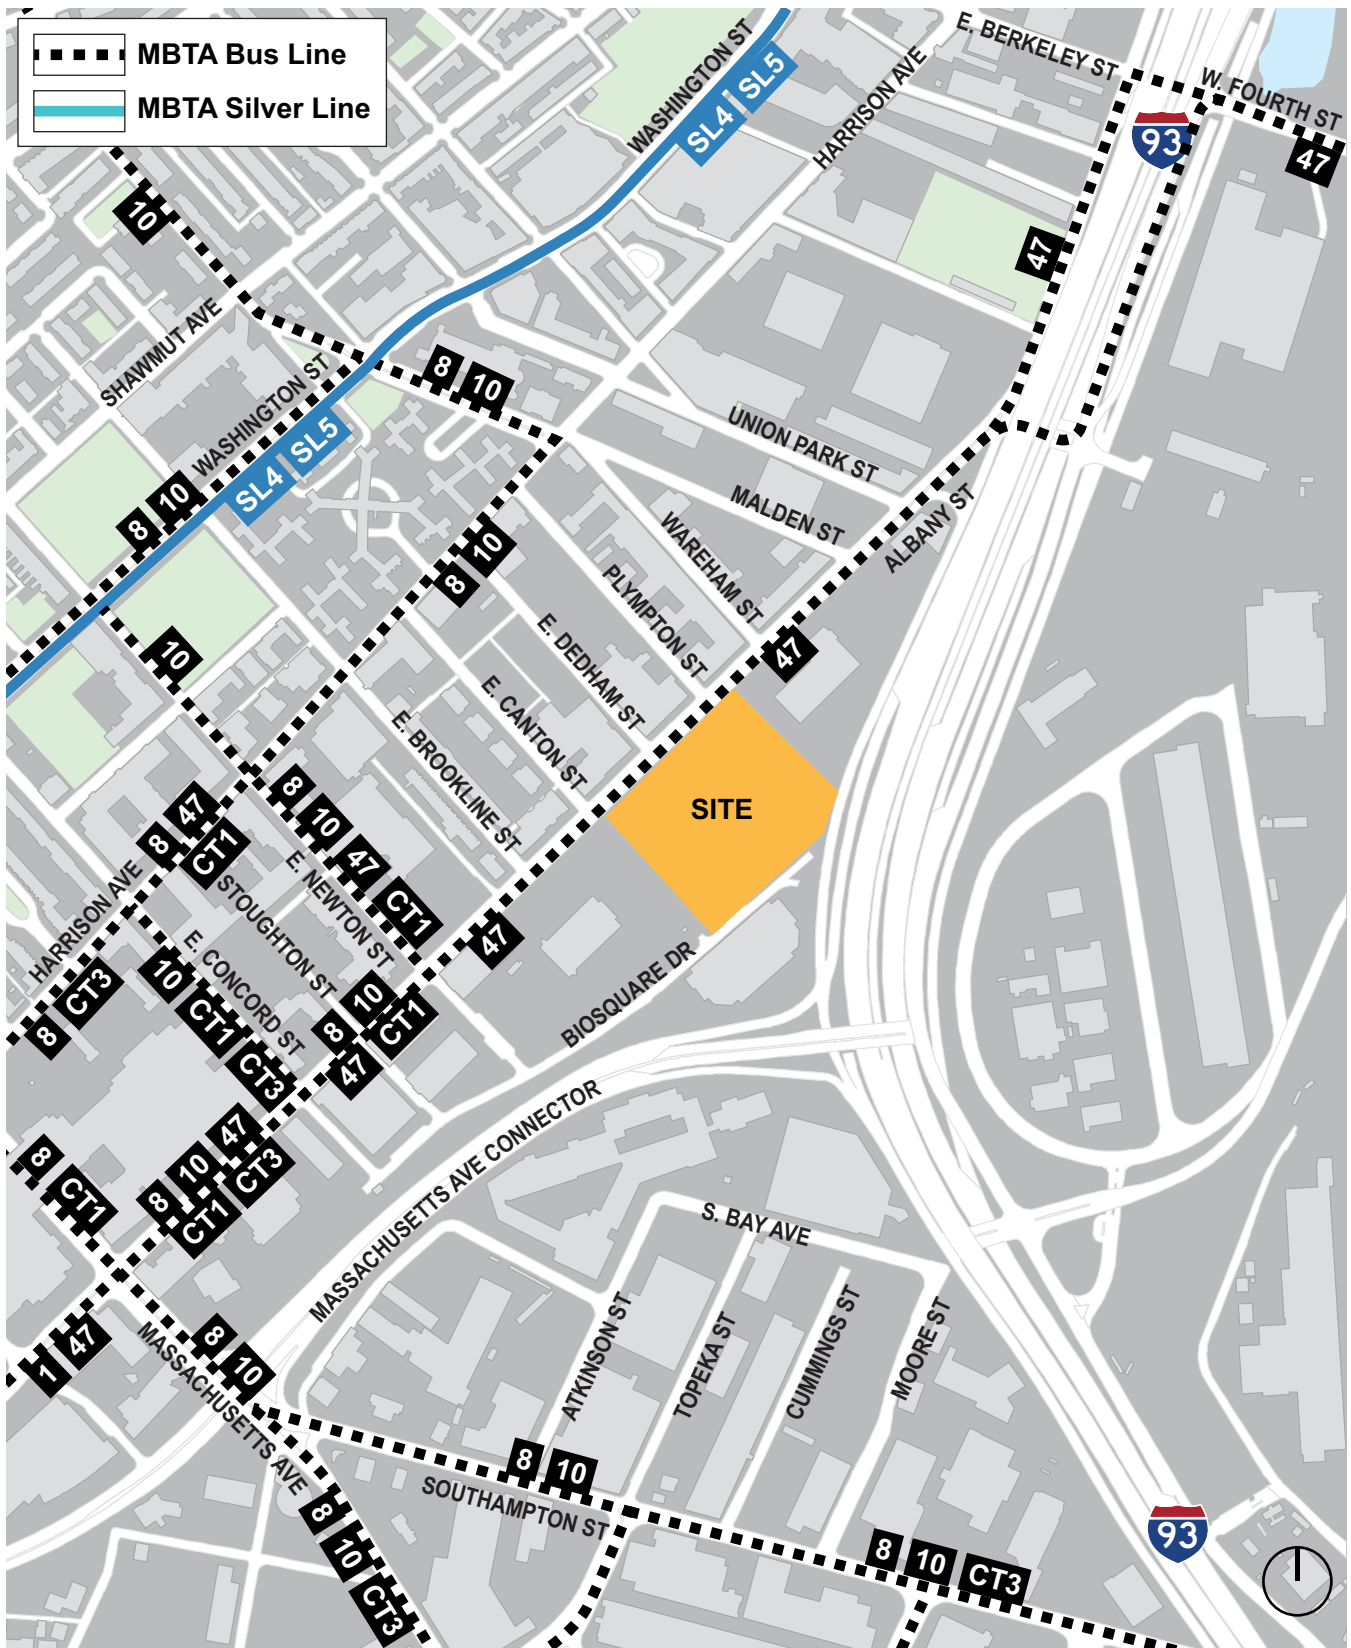 MBTA Bus Line
MBTA Silver Line
E. BERKELEY ST
W. FOURTH ST
WASHINGTON ST
SL4 SL5
HARRISON AVE
93
47
10
47
SHAWMUT AVE
WASHINGTON ST
8 10
SL4 SL5
UNION PARK ST
MALDEN ST
ALBANY ST
8 10
8 10
WAREHAM ST
PLYMPTON ST
47
10
E. DEDHAM ST
E. CANTON ST
E. BROOKLINE ST
SITE
8 47
CT1
8 10 47 CT1
HARRISON AVE
STOUGHTON ST
E. NEWTON ST
47
E. CONCORD ST
BIOSQUARE DR
8 CT3
10 CT1 CT3
8 10
47 CT1
8 10 47
CT1 CT3
8 CT1
MASSACHUSETTS AVE CONNECTOR
S. BAY AVE
1 47
MASSACHUSETTS AVE
8 10
ATKINSON ST
TOPEKA ST
CUMMINGS ST
MOORE ST
8 10
SOUTHAMPTON ST
8 10 CT3
8 10 CT3
93